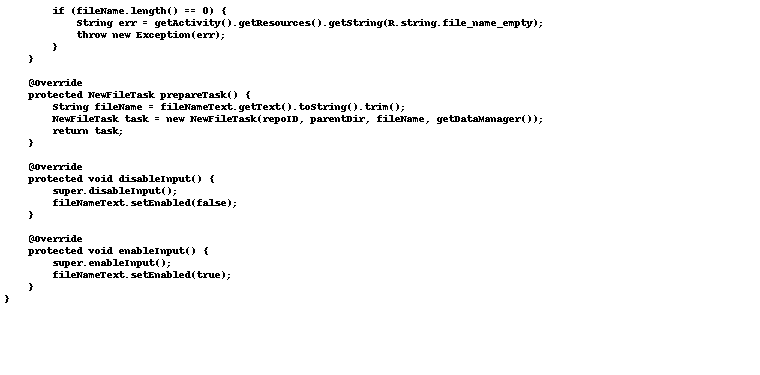 if (fileName.length() == 0) {
            String err = getActivity().getResources().getString(R.string.file_name_empty);
            throw new Exception(err);
        }
    }

    @Override
    protected NewFileTask prepareTask() {
        String fileName = fileNameText.getText().toString().trim();
        NewFileTask task = new NewFileTask(repoID, parentDir, fileName, getDataManager());
        return task;
    }

    @Override
    protected void disableInput() {
        super.disableInput();
        fileNameText.setEnabled(false);
    }

    @Override
    protected void enableInput() {
        super.enableInput();
        fileNameText.setEnabled(true);
    }
}